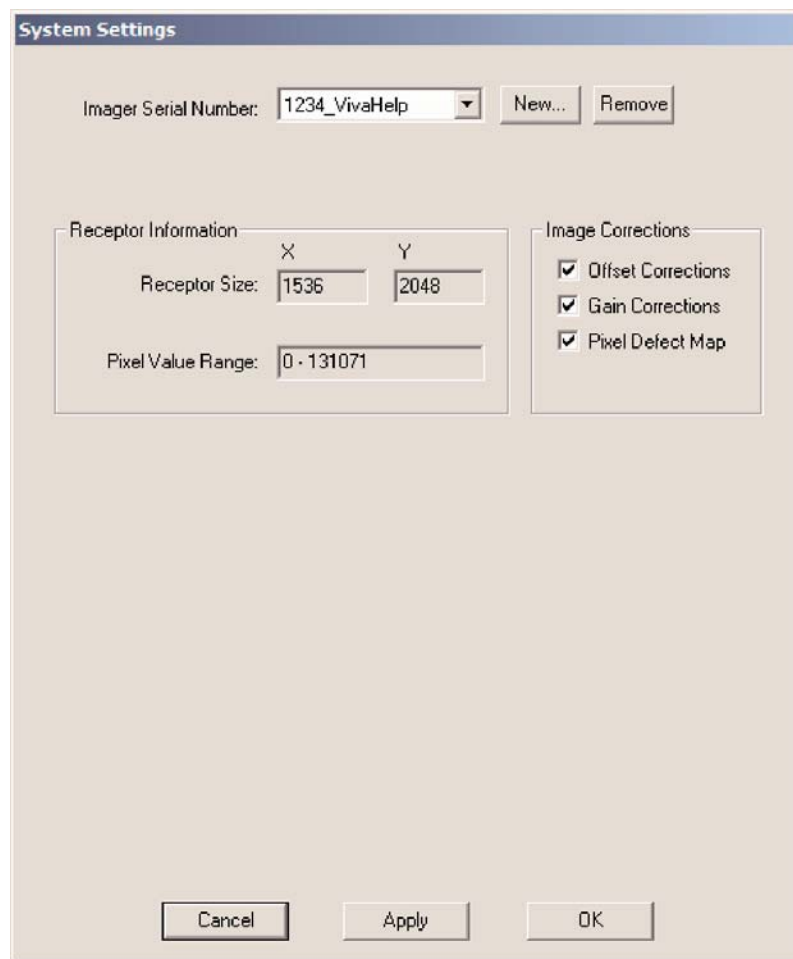 System Settings
Imager Serial Number: 1234_VivaHelp New... Remove
Receptor Information
X Y
Receptor Size: 1536 2048
Pixel Value Range: 0 - 131071
Image Corrections
Offset Corrections
Gain Corrections
Pixel Defect Map
Cancel Apply OK